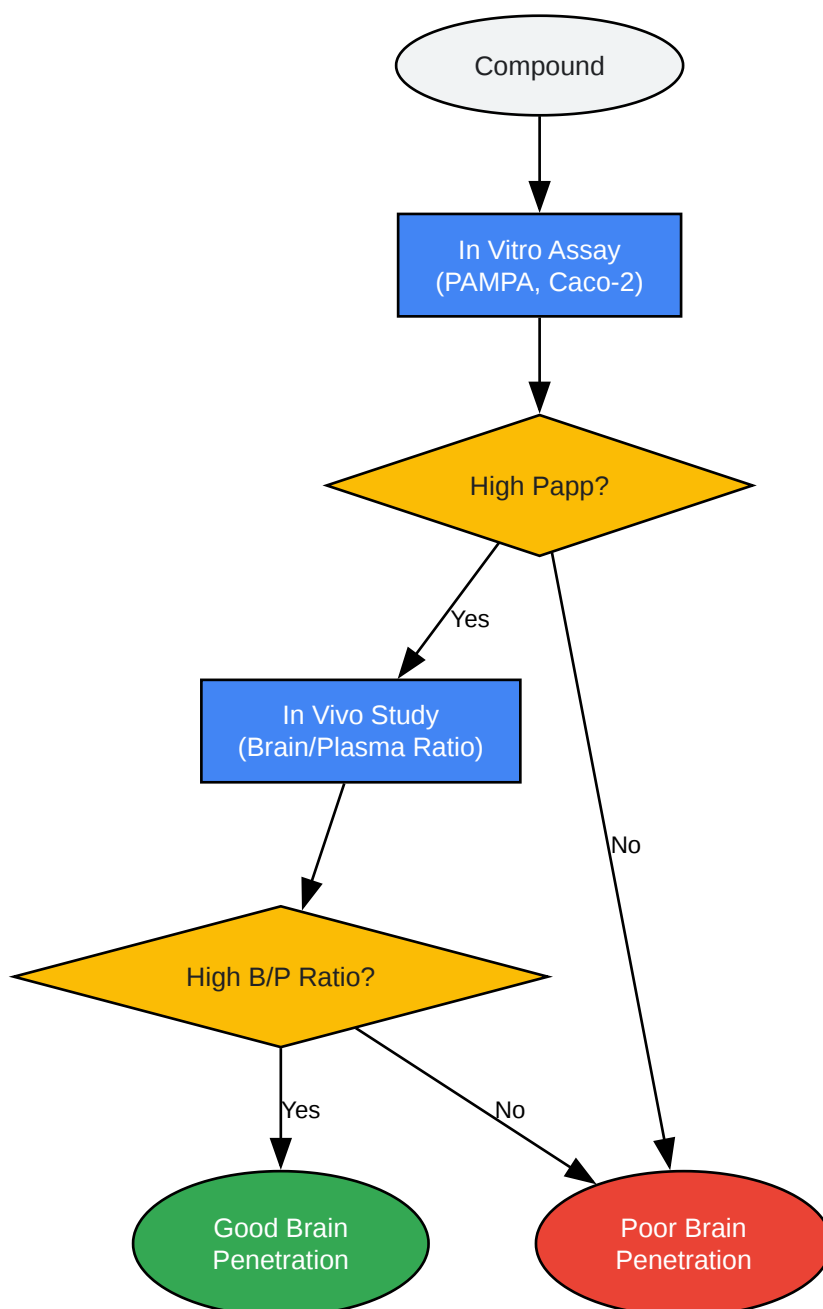 Compound
In Vitro Assay
(PAMPA, Caco-2)
High Papp?
Yes
In Vivo Study
(Brain/Plasma Ratio)
No
High B/P Ratio?
Yes
No
Good Brain
Penetration
Poor Brain
Penetration